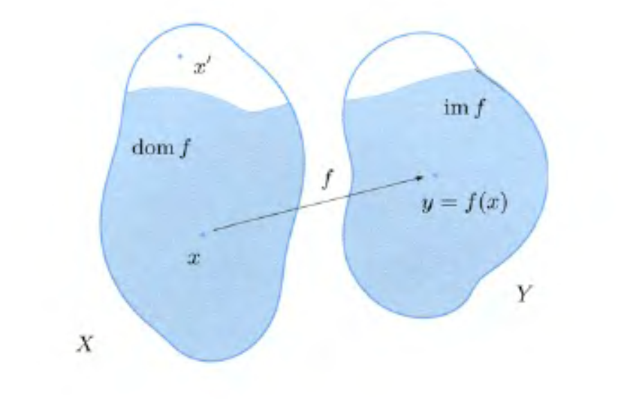 x′
dom f
im f
f
y = f(x)
x
Y
X